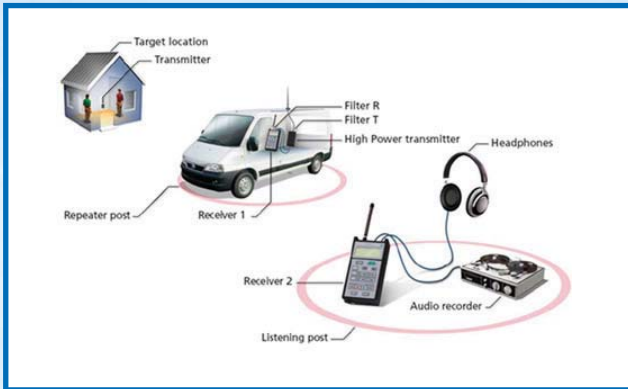 Target location
Transmitter
Filter R
Filter T
High Power transmitter
Headphones
Repeater post
Receiver 1
Receiver 2
Audio recorder
Listening post